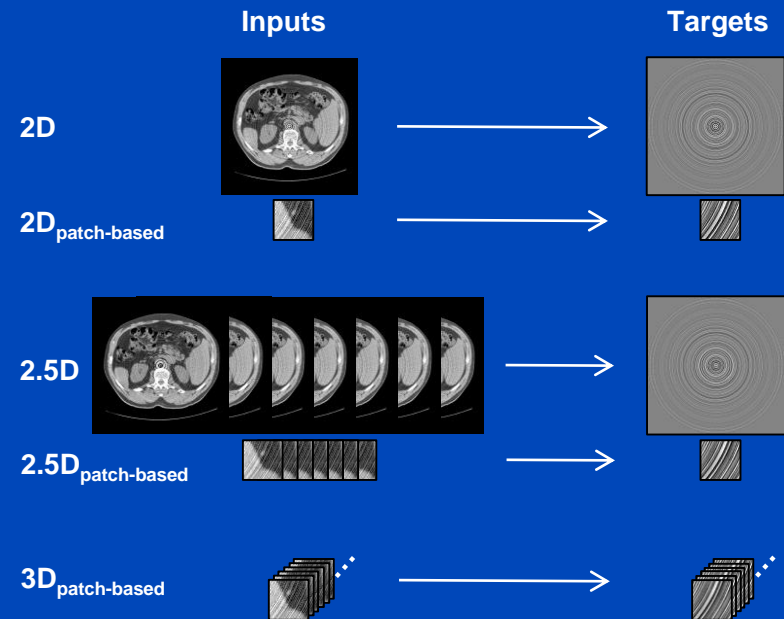 Inputs Targets
2D
2Dpatch-based
2.5D
2.5Dpatch-based
3Dpatch-based